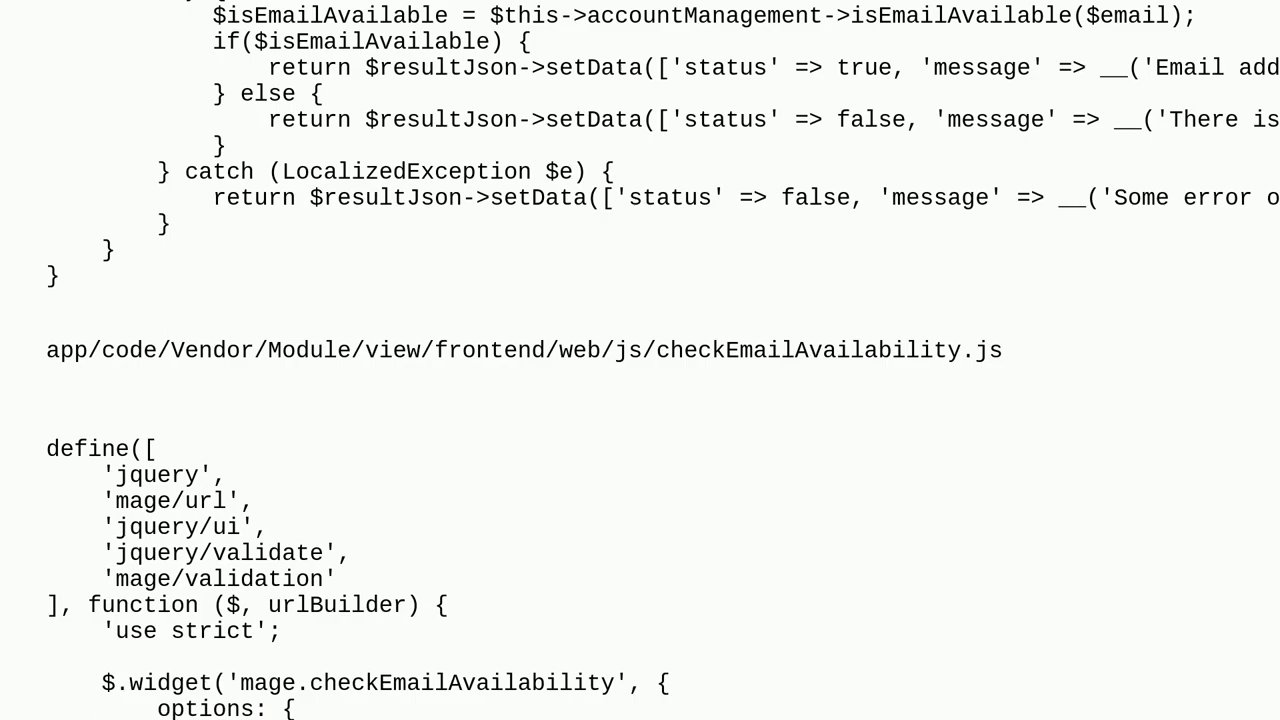 $isEmailAvailable = $this->accountManagement->isEmailAvailable($email);
if($isEmailAvailable) {
return $resultJson->setData(['status' => true, 'message' => __('Email add
} else {
return $resultJson->setData(['status' => false, 'message' => __('There is
}
} catch (LocalizedException $e) {
return $resultJson->setData(['status' => false, 'message' => __('Some error o
}
}
}
app/code/Vendor/Module/view/frontend/web/js/checkEmailAvailability.js
define([
'jquery',
'mage/url',
'jquery/ui',
'jquery/validate',
'mage/validation'
], function ($, urlBuilder) {
'use strict';
$.widget('mage.checkEmailAvailability', {
options: {